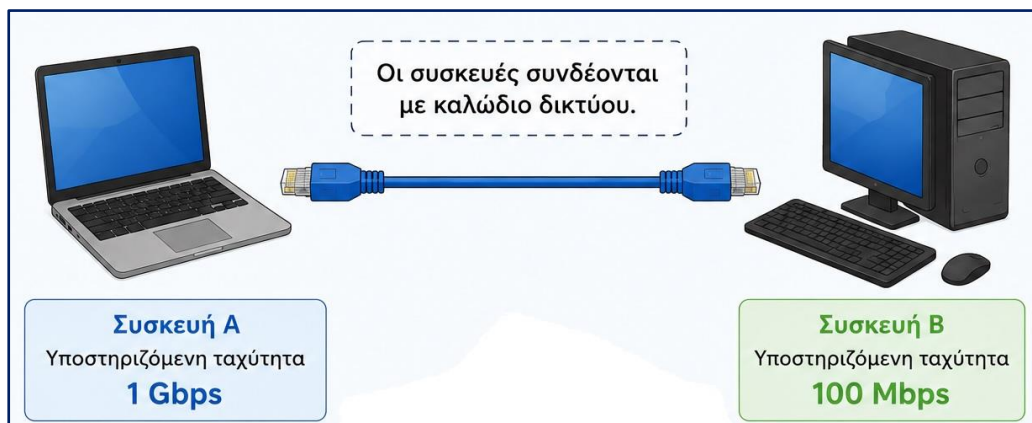 Οι συσκευές συνδέονται
με καλώδιο δικτύου.
Συσκευή Α
Υποστηριζόμενη ταχύτητα
1 Gbps
Συσκευή Β
Υποστηριζόμενη ταχύτητα
100 Mbps